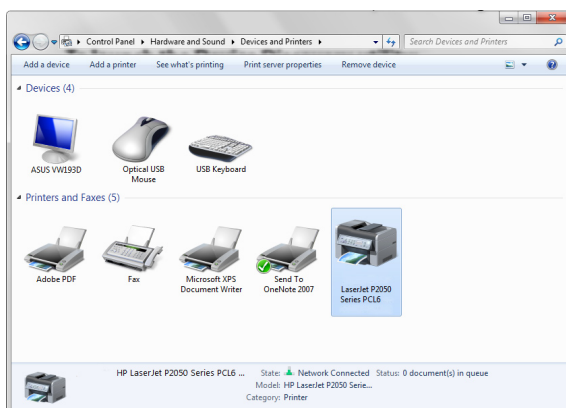 Control Panel ▸ Hardware and Sound ▸ Devices and Printers ▸
Search Devices and Printers
Add a device Add a printer See what's printing Print server properties Remove device
Devices (4)
ASUS VW193D
Optical USB
Mouse
USB Keyboard
Printers and Faxes (5)
Adobe PDF
Fax
Microsoft XPS
Document Writer
Send To
OneNote 2007
LaserJet P2050
Series PCL6
HP LaserJet P2050 Series PCL6 ...
State: Network Connected Status: 0 document(s) in queue
Model: HP LaserJet P2050 Serie...
Category: Printer